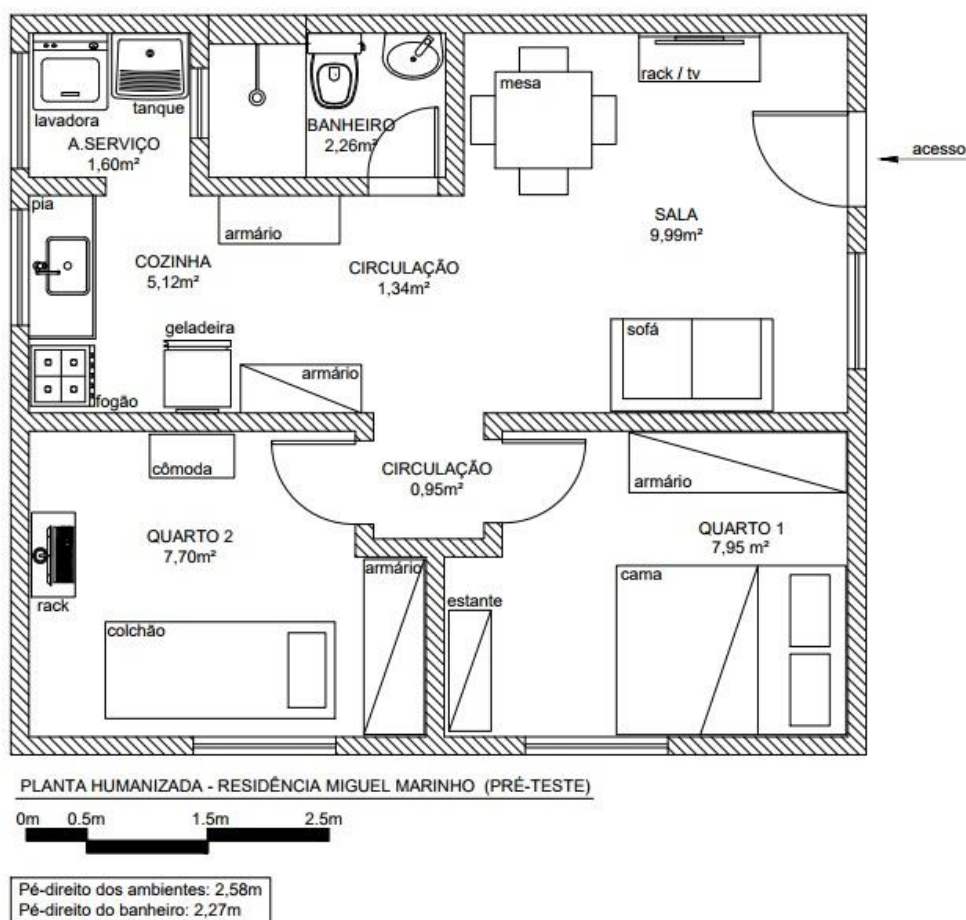 rack / tv
mesa
lavadora
tanque
A.SERVIÇO
1,60m²
BANHEIRO
2,26m²
acesso
pia
armário
SALA
9,99m²
COZINHA
5,12m²
CIRCULAÇÃO
1,34m²
geladeira
sofá
armário
fogão
cômoda
CIRCULAÇÃO
0,95m²
armário
QUARTO 2
7,70m²
QUARTO 1
7,95 m²
armário
cama
rack
estante
colchão
PLANTA HUMANIZADA - RESIDÊNCIA MIGUEL MARINHO (PRÉ-TESTE)
0m 0.5m 1.5m 2.5m
Pé-direito dos ambientes: 2,58m
Pé-direito do banheiro: 2,27m